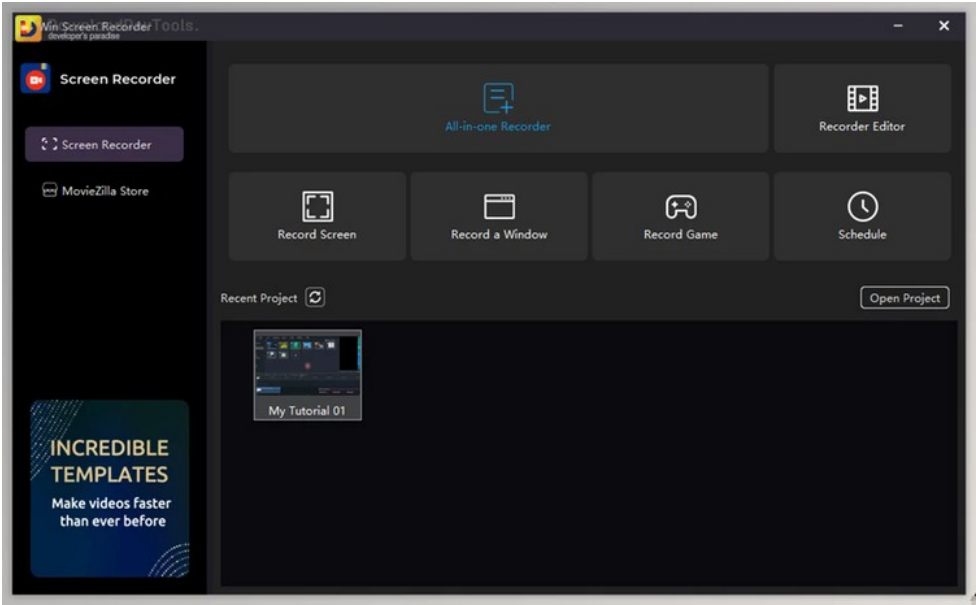 Win Screen Recorder
DownloadDevTools.
developer's paradise
Screen Recorder
All-in-one Recorder
Recorder Editor
Screen Recorder
MovieZilla Store
Record Screen
Record a Window
Record Game
Schedule
Recent Project
Open Project
My Tutorial 01
INCREDIBLE
TEMPLATES
Make videos faster
than ever before